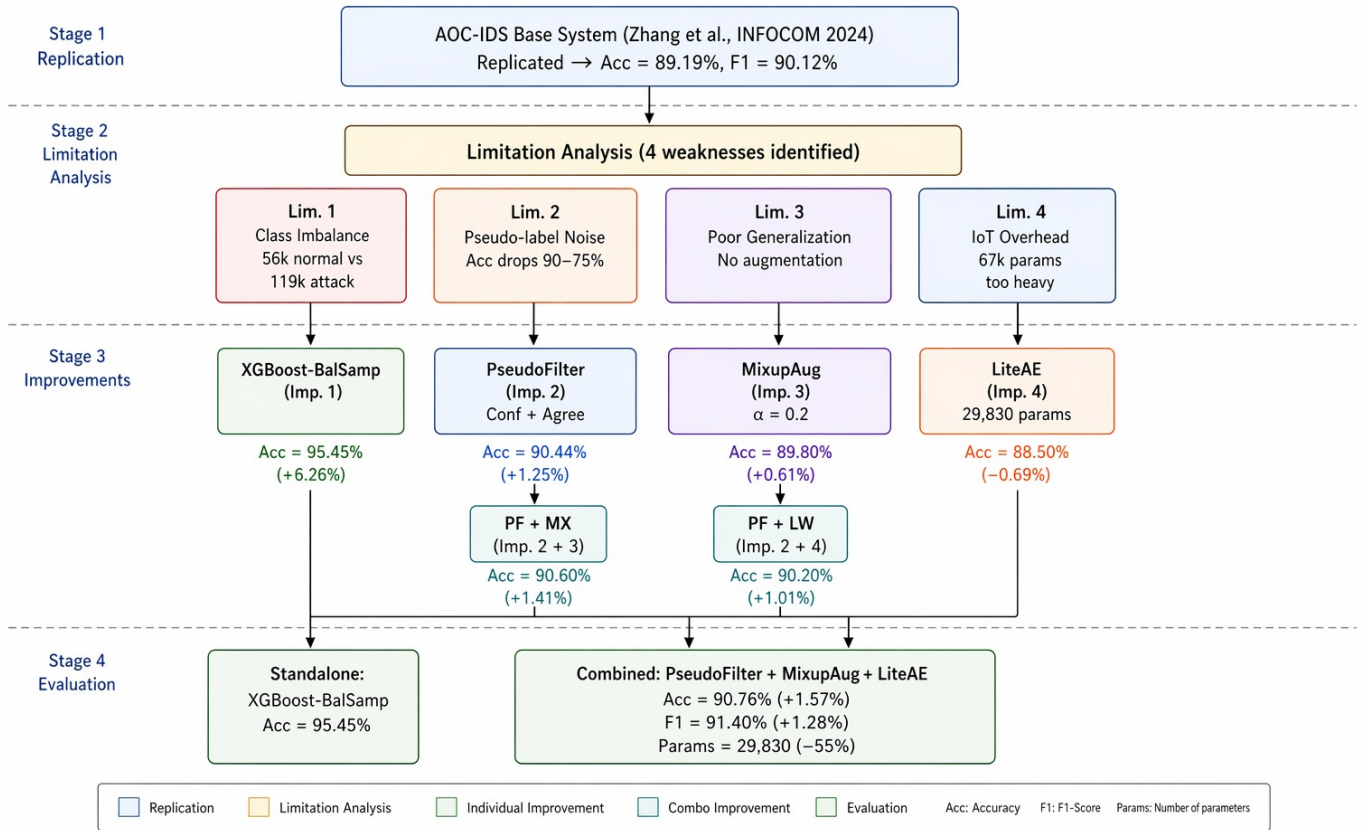 Stage 1
Replication
AOC-IDS Base System (Zhang et al., INFOCOM 2024)
Replicated → Acc = 89.19%, F1 = 90.12%
Stage 2
Limitation
Analysis
Limitation Analysis (4 weaknesses identified)
Lim. 1
Class Imbalance
56k normal vs
119k attack
Lim. 2
Pseudo-label Noise
Acc drops 90–75%
Lim. 3
Poor Generalization
No augmentation
Lim. 4
IoT Overhead
67k params
too heavy
Stage 3
Improvements
XGBoost-BalSamp
(Imp. 1)
Acc = 95.45%
(+6.26%)
PseudoFilter
(Imp. 2)
Conf + Agree
Acc = 90.44%
(+1.25%)
MixupAug
(Imp. 3)
α = 0.2
Acc = 89.80%
(+0.61%)
LiteAE
(Imp. 4)
29,830 params
Acc = 88.50%
(−0.69%)
PF + MX
(Imp. 2 + 3)
Acc = 90.60%
(+1.41%)
PF + LW
(Imp. 2 + 4)
Acc = 90.20%
(+1.01%)
Stage 4
Evaluation
Standalone:
XGBoost-BalSamp
Acc = 95.45%
Combined: PseudoFilter + MixupAug + LiteAE
Acc = 90.76% (+1.57%)
F1 = 91.40% (+1.28%)
Params = 29,830 (−55%)
Replication
Limitation Analysis
Individual Improvement
Combo Improvement
Evaluation
Acc: Accuracy
F1: F1-Score
Params: Number of parameters